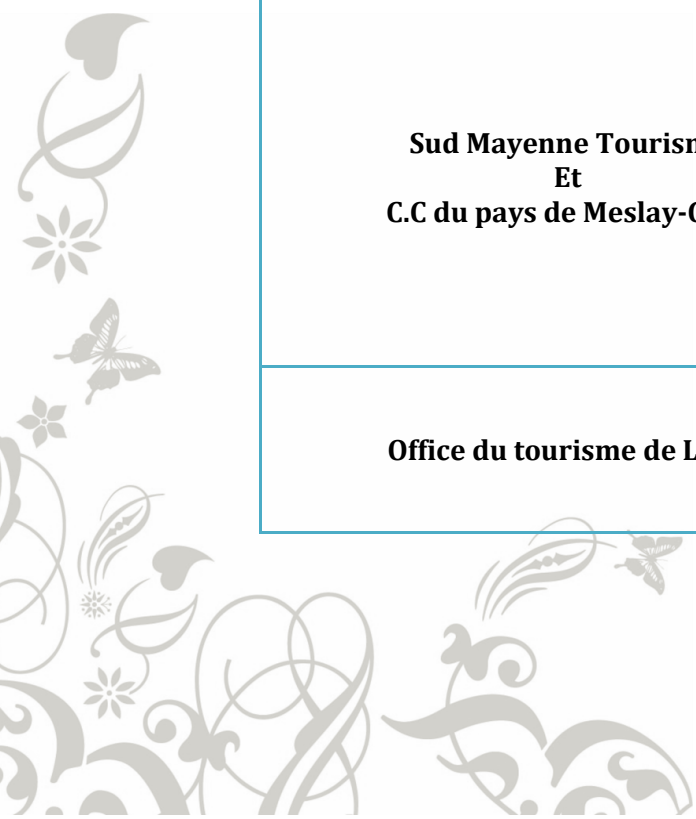 Sud Mayenne Tourism
Et
C.C du pays de Meslay-
Office du tourisme de L